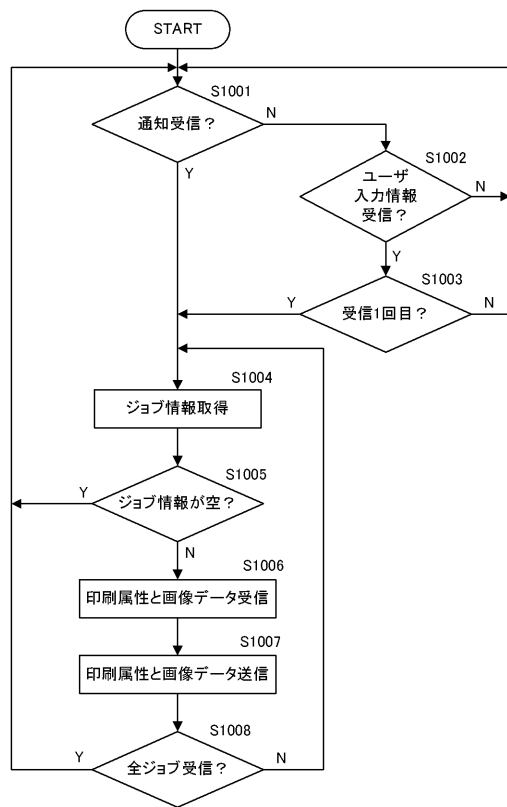 START
S1001
通知受信？
N
Y
S1002
ユーザ
入力情報
受信？
N
Y
S1003
受信1回目？
Y
N
S1004
ジョブ情報取得
S1005
ジョブ情報が空？
Y
N
S1006
印刷属性と画像データ受信
S1007
印刷属性と画像データ送信
S1008
全ジョブ受信？
Y
N